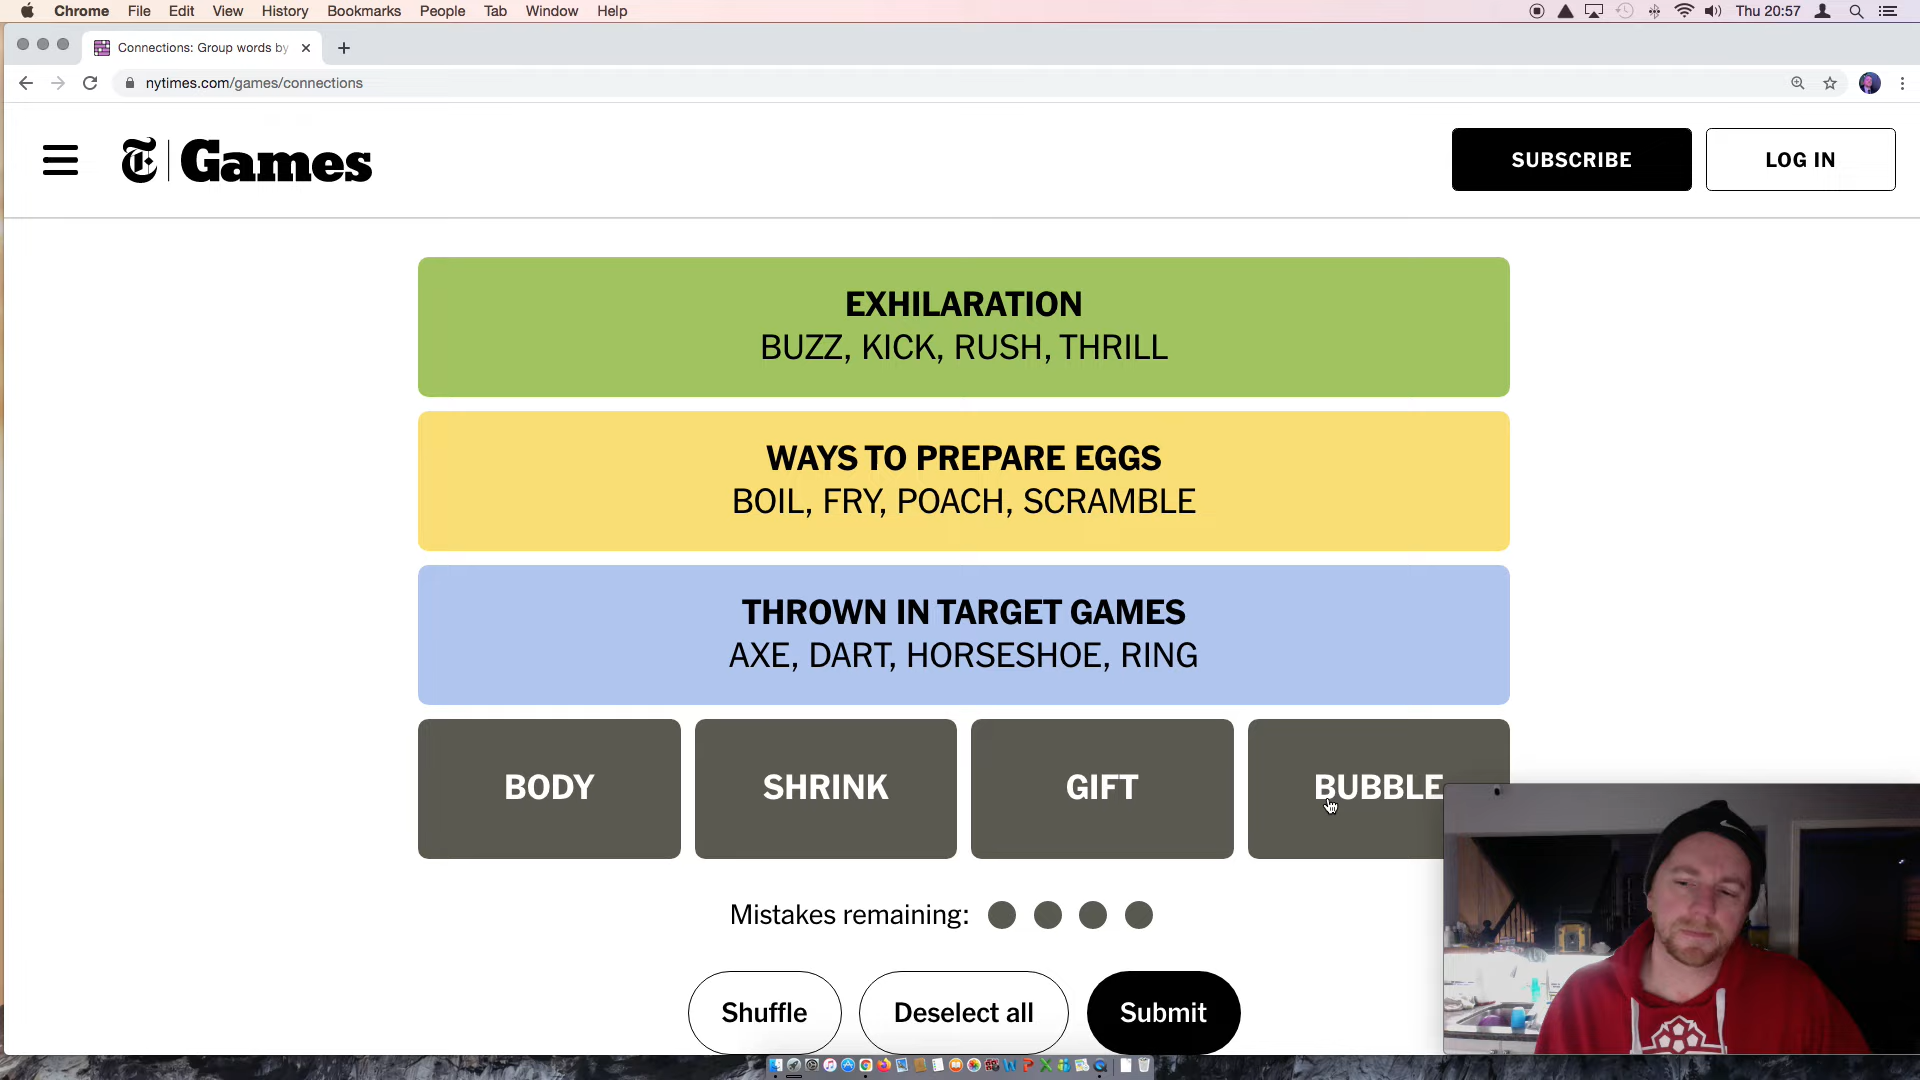 Chrome File Edit View History Bookmarks People Tab Window Help Thu 20:57
Connections: Group words by
nytimes.com/games/connections
Games
SUBSCRIBE
LOG IN
EXHILARATION
BUZZ, KICK, RUSH, THRILL
WAYS TO PREPARE EGGS
BOIL, FRY, POACH, SCRAMBLE
THROWN IN TARGET GAMES
AXE, DART, HORSESHOE, RING
BODY SHRINK GIFT BUBBLE
Mistakes remaining:
Shuffle Deselect all Submit